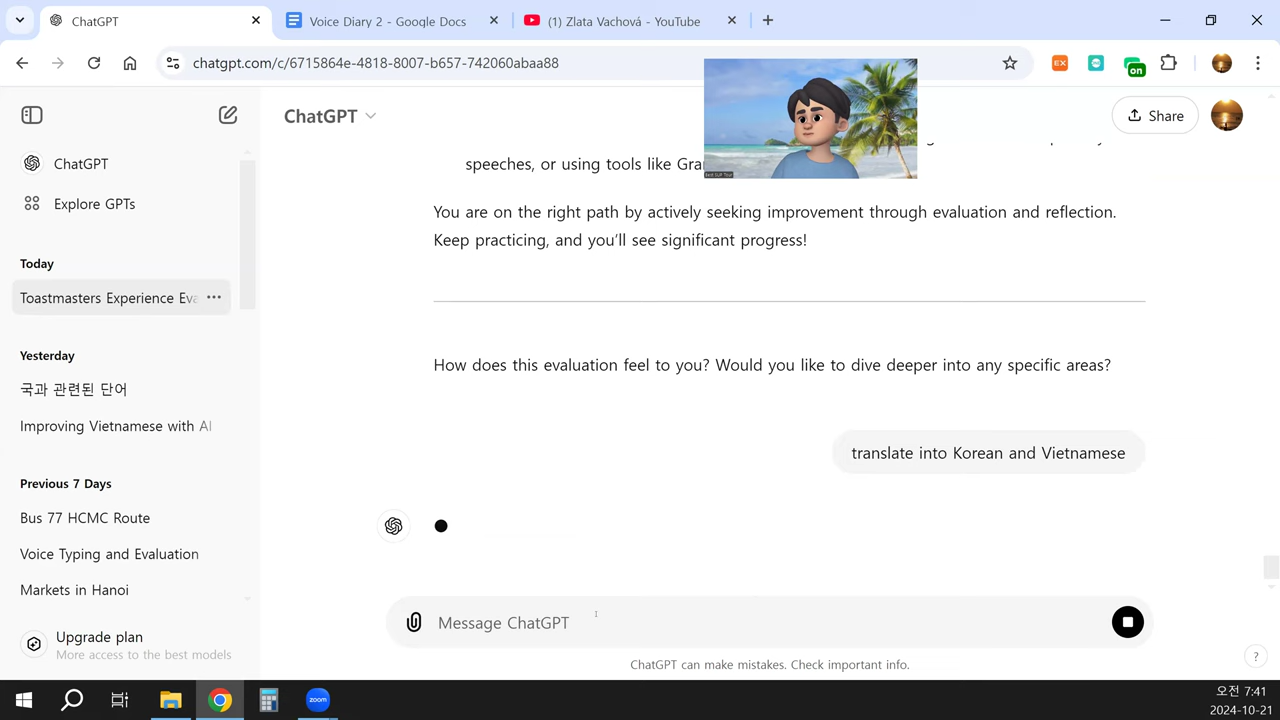 ChatGPT
Voice Diary 2 - Google Docs
(1) Zlata Vachová - YouTube
chatgpt.com/c/6715864e-4818-8007-b657-742060abaa88
EX
on
ChatGPT
Share
ChatGPT
Explore GPTs
Today
Toastmasters Experience Eva
Yesterday
국과 관련된 단어
Improving Vietnamese with AI
Previous 7 Days
Bus 77 HCMC Route
Voice Typing and Evaluation
Markets in Hanoi
Upgrade plan
More access to the best models
speeches, or using tools like Gra
You are on the right path by actively seeking improvement through evaluation and reflection.
Keep practicing, and you'll see significant progress!
How does this evaluation feel to you? Would you like to dive deeper into any specific areas?
translate into Korean and Vietnamese
Message ChatGPT
ChatGPT can make mistakes. Check important info.
?
zoom
오전 7:41
2024-10-21